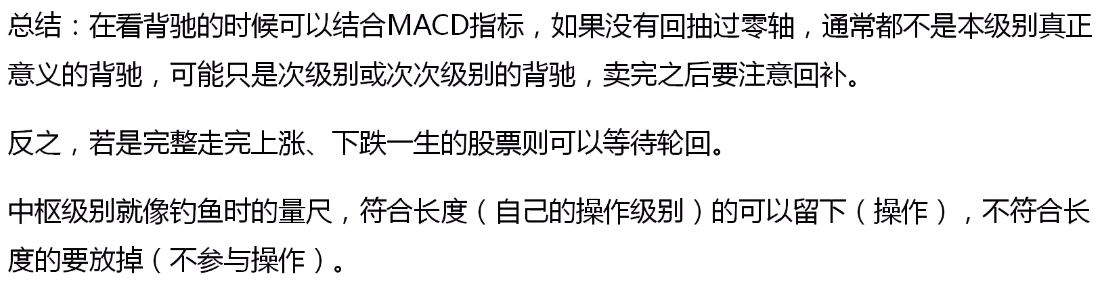 总结：在看背驰的时候可以结合MACD指标，如果没有回抽过零轴，通常都不是本级别真正
意义的背驰，可能只是次级别或次次级别的背驰，卖完之后要注意回补。
反之，若是完整走完上涨、下跌一生的股票则可以等待轮回。
中枢级别就像钓鱼时的量尺，符合长度（自己的操作级别）的可以留下（操作），不符合长
度的要放掉（不参与操作）。